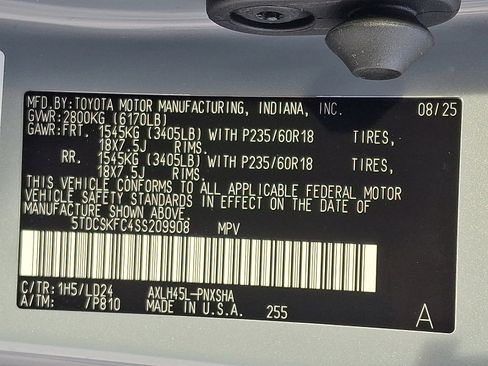 MFD.BY:TOYOTA MOTOR MANUFACTURING, INDIANA, INC. 08/25
GVWR:2800KG (6170LB)
GAWR:FRT. 1545KG (3405LB) WITH P235/60R18 TIRES,
18X7.5J RIMS.
RR. 1545KG (3405LB) WITH P235/60R18 TIRES,
18X7.5J RIMS.
THIS VEHICLE CONFORMS TO ALL APPLICABLE FEDERAL MOTOR
VEHICLE SAFETY STANDARDS IN EFFECT ON THE DATE OF
MANUFACTURE SHOWN ABOVE.
5TDCSKFC4SS209908 MPV
C/TR: 1H5/LD24 AXLH45L-PNXSHA
A/TM: 7P810 MADE IN U.S.A. 255 A